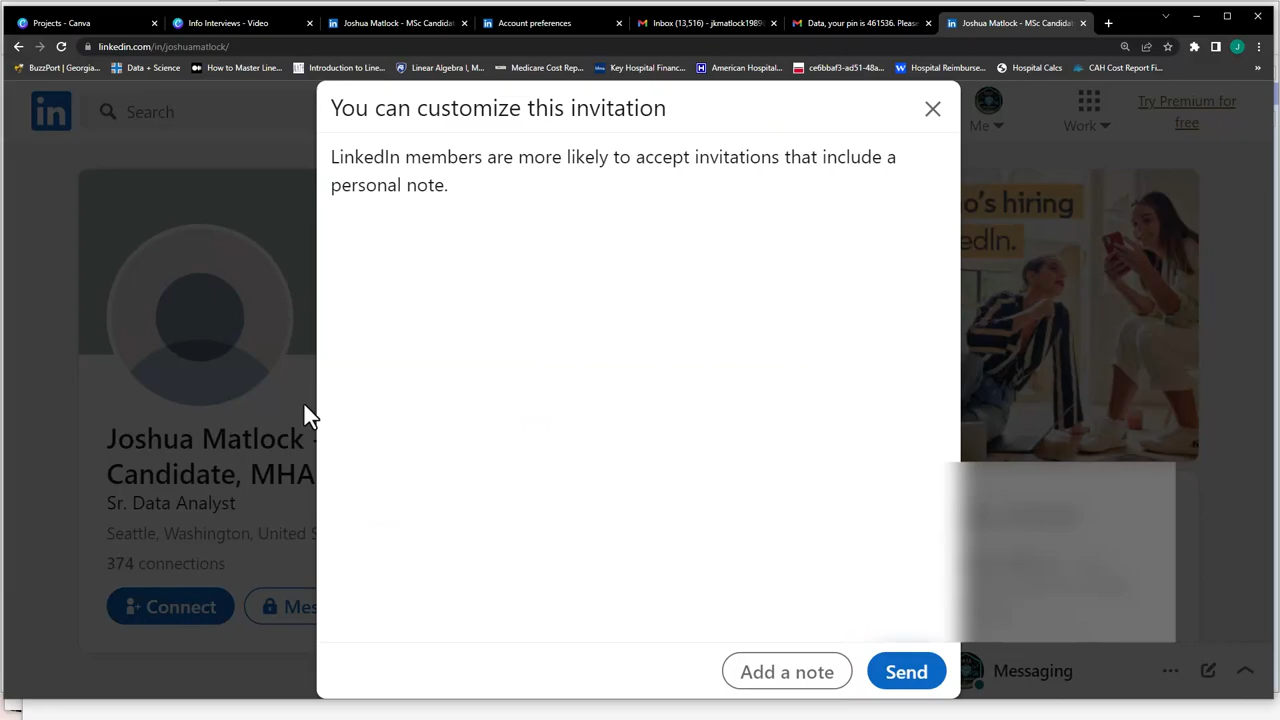 Projects - Canva
Info Interviews - Video
Joshua Matlock - MSc Candidat
Account preferences
Inbox (13,516) - jkmatlock1989
Data, your pin is 461536. Please
Joshua Matlock - MSc Candidat
linkedin.com/in/joshuamatlock/
BuzzPort | Georgia...
Data + Science
How to Master Line...
Introduction to Line...
Linear Algebra I, M...
Medicare Cost Rep...
Key Hospital Financ...
American Hospital...
ce6bbaf3-ad51-48a...
Hospital Reimburse...
Hospital Calcs
CAH Cost Report Fi...
»
in
Search
Me
Work
Try Premium for
free
You can customize this invitation
LinkedIn members are more likely to accept invitations that include a
personal note.
o's hiring
edIn.
Joshua Matlock -
Candidate, MHA
Sr. Data Analyst
Seattle, Washington, United S
374 connections
Connect
Mes
Add a note
Send
Messaging